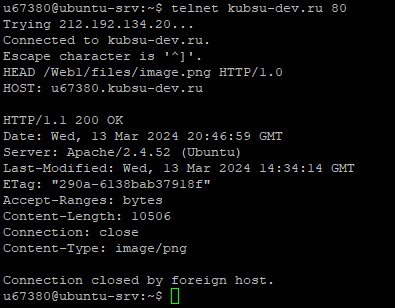 u67380@ubuntu-srv:~$ telnet kubsu-dev.ru 80
Trying 212.192.134.20...
Connected to kubsu-dev.ru.
Escape character is '^]'.
HEAD /Web1/files/image.png HTTP/1.0
HOST: u67380.kubsu-dev.ru

HTTP/1.1 200 OK
Date: Wed, 13 Mar 2024 20:46:59 GMT
Server: Apache/2.4.52 (Ubuntu)
Last-Modified: Wed, 13 Mar 2024 14:34:14 GMT
ETag: "290a-6138bab37918f"
Accept-Ranges: bytes
Content-Length: 10506
Connection: close
Content-Type: image/png

Connection closed by foreign host.
u67380@ubuntu-srv:~$